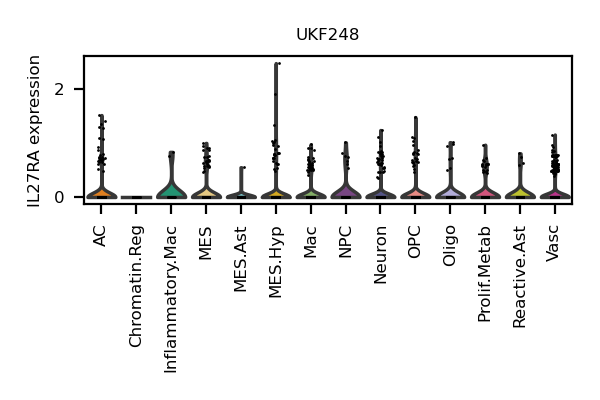 UKF248
IL27RA expression
2
0
AC
Chromatin.Reg
Inflammatory.Mac
MES
MES.Ast
MES.Hyp
Mac
NPC
Neuron
OPC
Oligo
Prolif.Metab
Reactive.Ast
Vasc